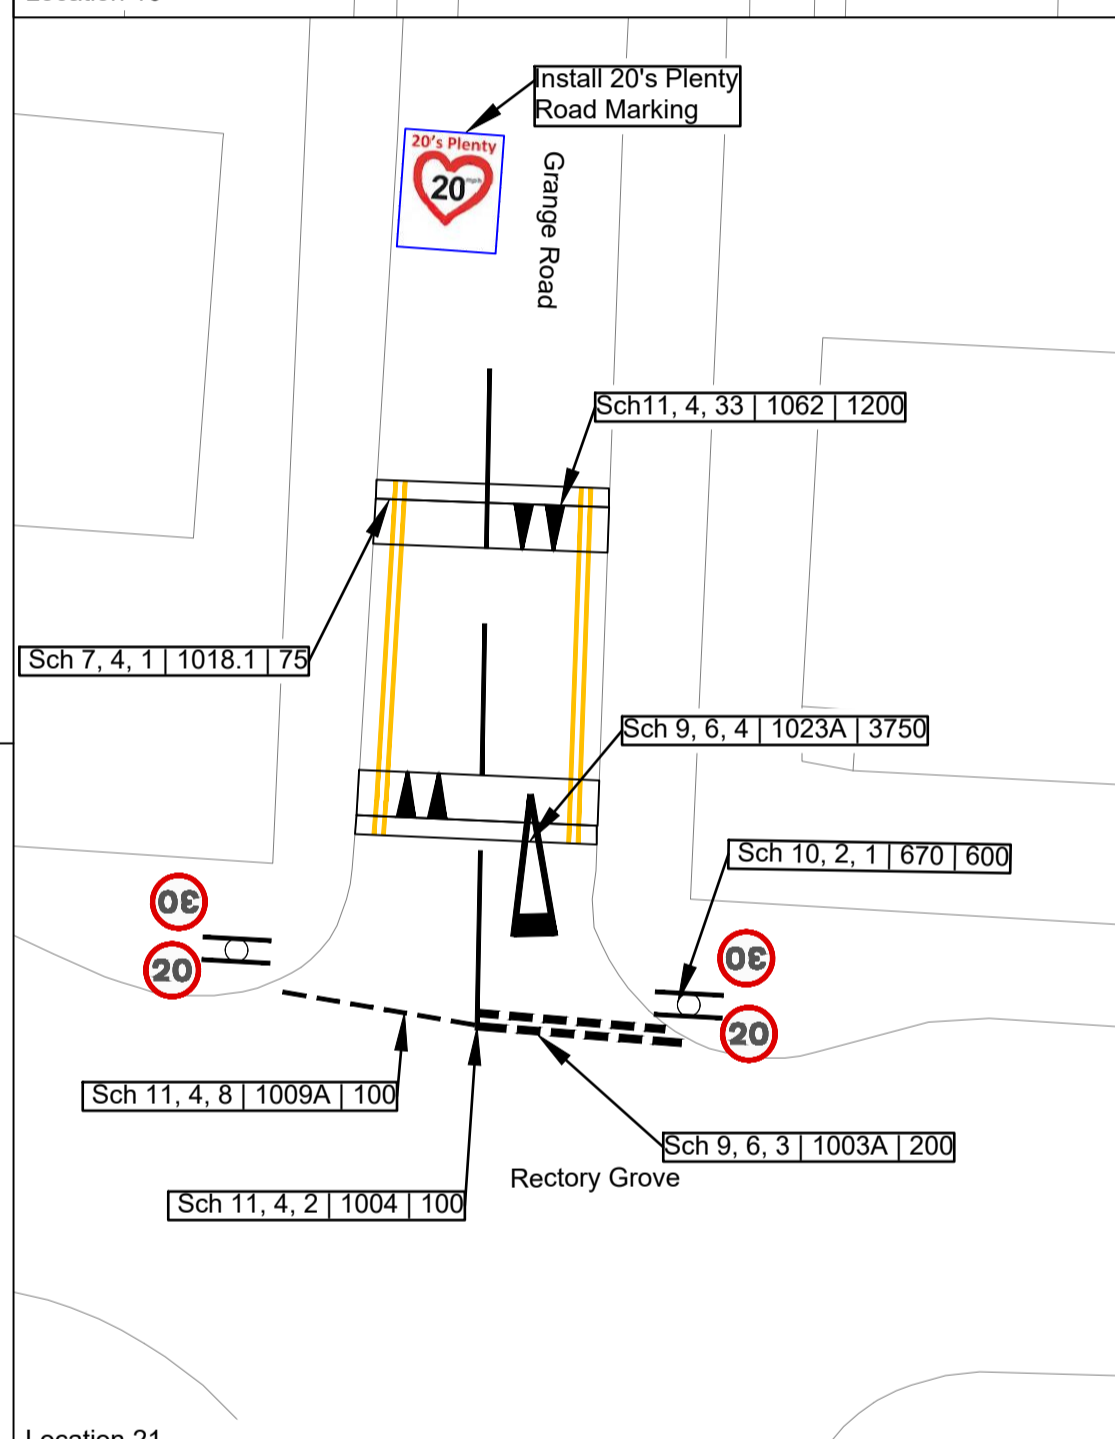 Install 20's Plenty
Road Marking
20's Plenty
20 mph
Grange Road
Sch11, 4, 33 | 1062 | 1200
Sch 7, 4, 1 | 1018.1 | 75
Sch 9, 6, 4 | 1023A | 3750
Sch 10, 2, 1 | 670 | 600
30
20
30
20
Sch 11, 4, 8 | 1009A | 100
Sch 9, 6, 3 | 1003A | 200
Rectory Grove
Sch 11, 4, 2 | 1004 | 100
Location 21